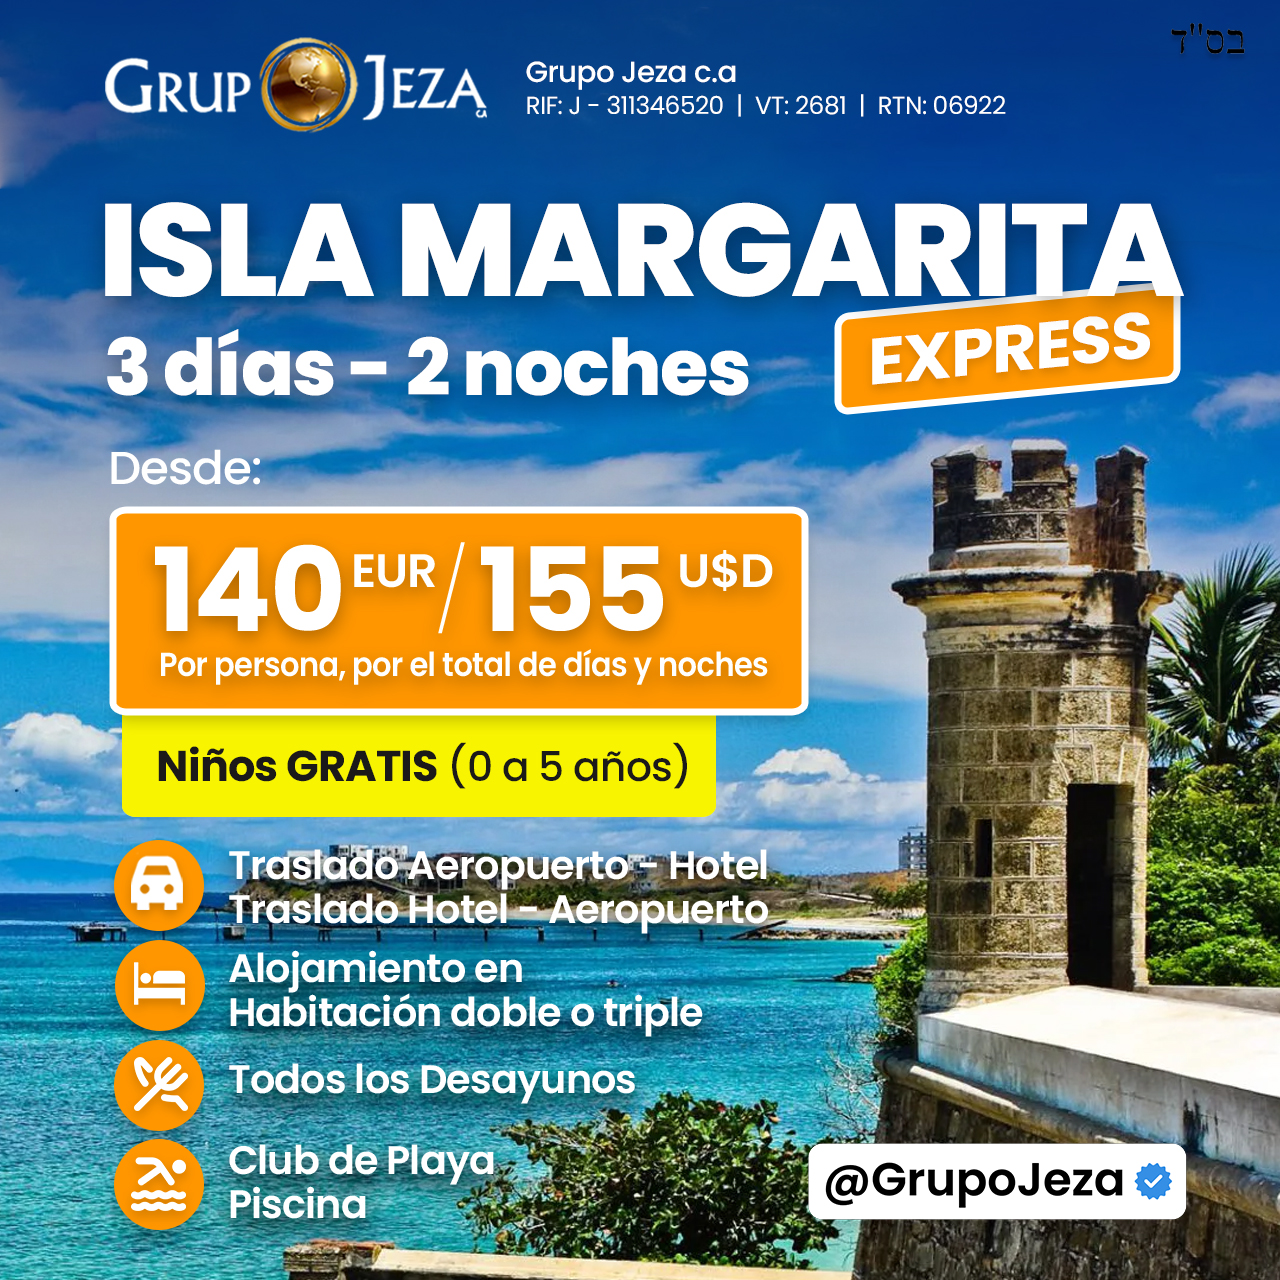 בס"ד
GRUPO JEZA c.a
Grupo Jeza c.a
RIF: J - 311346520 | VT: 2681 | RTN: 06922
ISLA MARGARITA
EXPRESS
3 días - 2 noches
Desde:
140 EUR / 155 U$D
Por persona, por el total de días y noches
Niños GRATIS (0 a 5 años)
Traslado Aeropuerto - Hotel
Traslado Hotel - Aeropuerto
Alojamiento en
Habitación doble o triple
Todos los Desayunos
Club de Playa
Piscina
@GrupoJeza